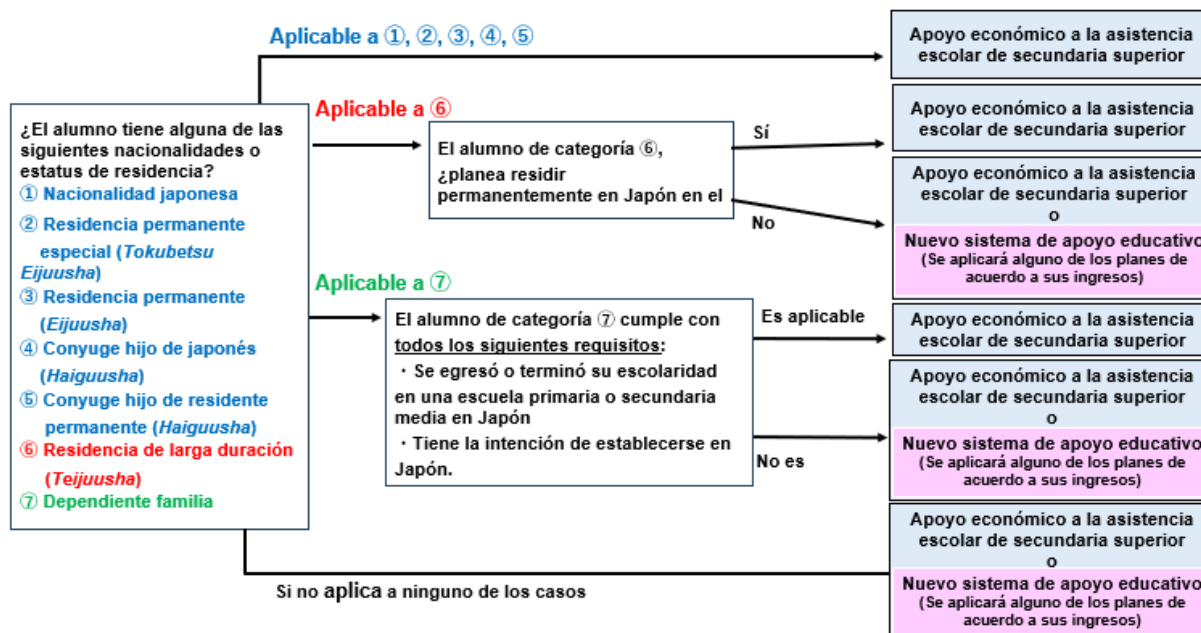 Aplicable a ①, ②, ③, ④, ⑤
Apoyo económico a la asistencia
escolar de secundaria superior
¿El alumno tiene alguna de las
siguientes nacionalidades o
estatus de residencia?
① Nacionalidad japonesa
② Residencia permanente
especial (Tokubetsu
Eijuusha)
③ Residencia permanente
(Eijuusha)
④ Conyuge hijo de japonés
(Haiguusha)
⑤ Conyuge hijo de residente
permanente (Haiguusha)
⑥ Residencia de larga duración
(Teijuusha)
⑦ Dependiente familia
Aplicable a ⑥
El alumno de categoría ⑥,
¿planea residir
permanentemente en Japón en el
Sí
Apoyo económico a la asistencia
escolar de secundaria superior
No
Apoyo económico a la asistencia
escolar de secundaria superior
o
Nuevo sistema de apoyo educativo
(Se aplicará alguno de los planes de
acuerdo a sus ingresos)
Aplicable a ⑦
El alumno de categoría ⑦ cumple con
todos los siguientes requisitos:
・Se egresó o terminó su escolaridad
en una escuela primaria o secundaria
media en Japón
・Tiene la intención de establecerse en
Japón.
Es aplicable
Apoyo económico a la asistencia
escolar de secundaria superior
No es
Apoyo económico a la asistencia
escolar de secundaria superior
o
Nuevo sistema de apoyo educativo
(Se aplicará alguno de los planes de
acuerdo a sus ingresos)
Si no aplica a ninguno de los casos
Apoyo económico a la asistencia
escolar de secundaria superior
o
Nuevo sistema de apoyo educativo
(Se aplicará alguno de los planes de
acuerdo a sus ingresos)